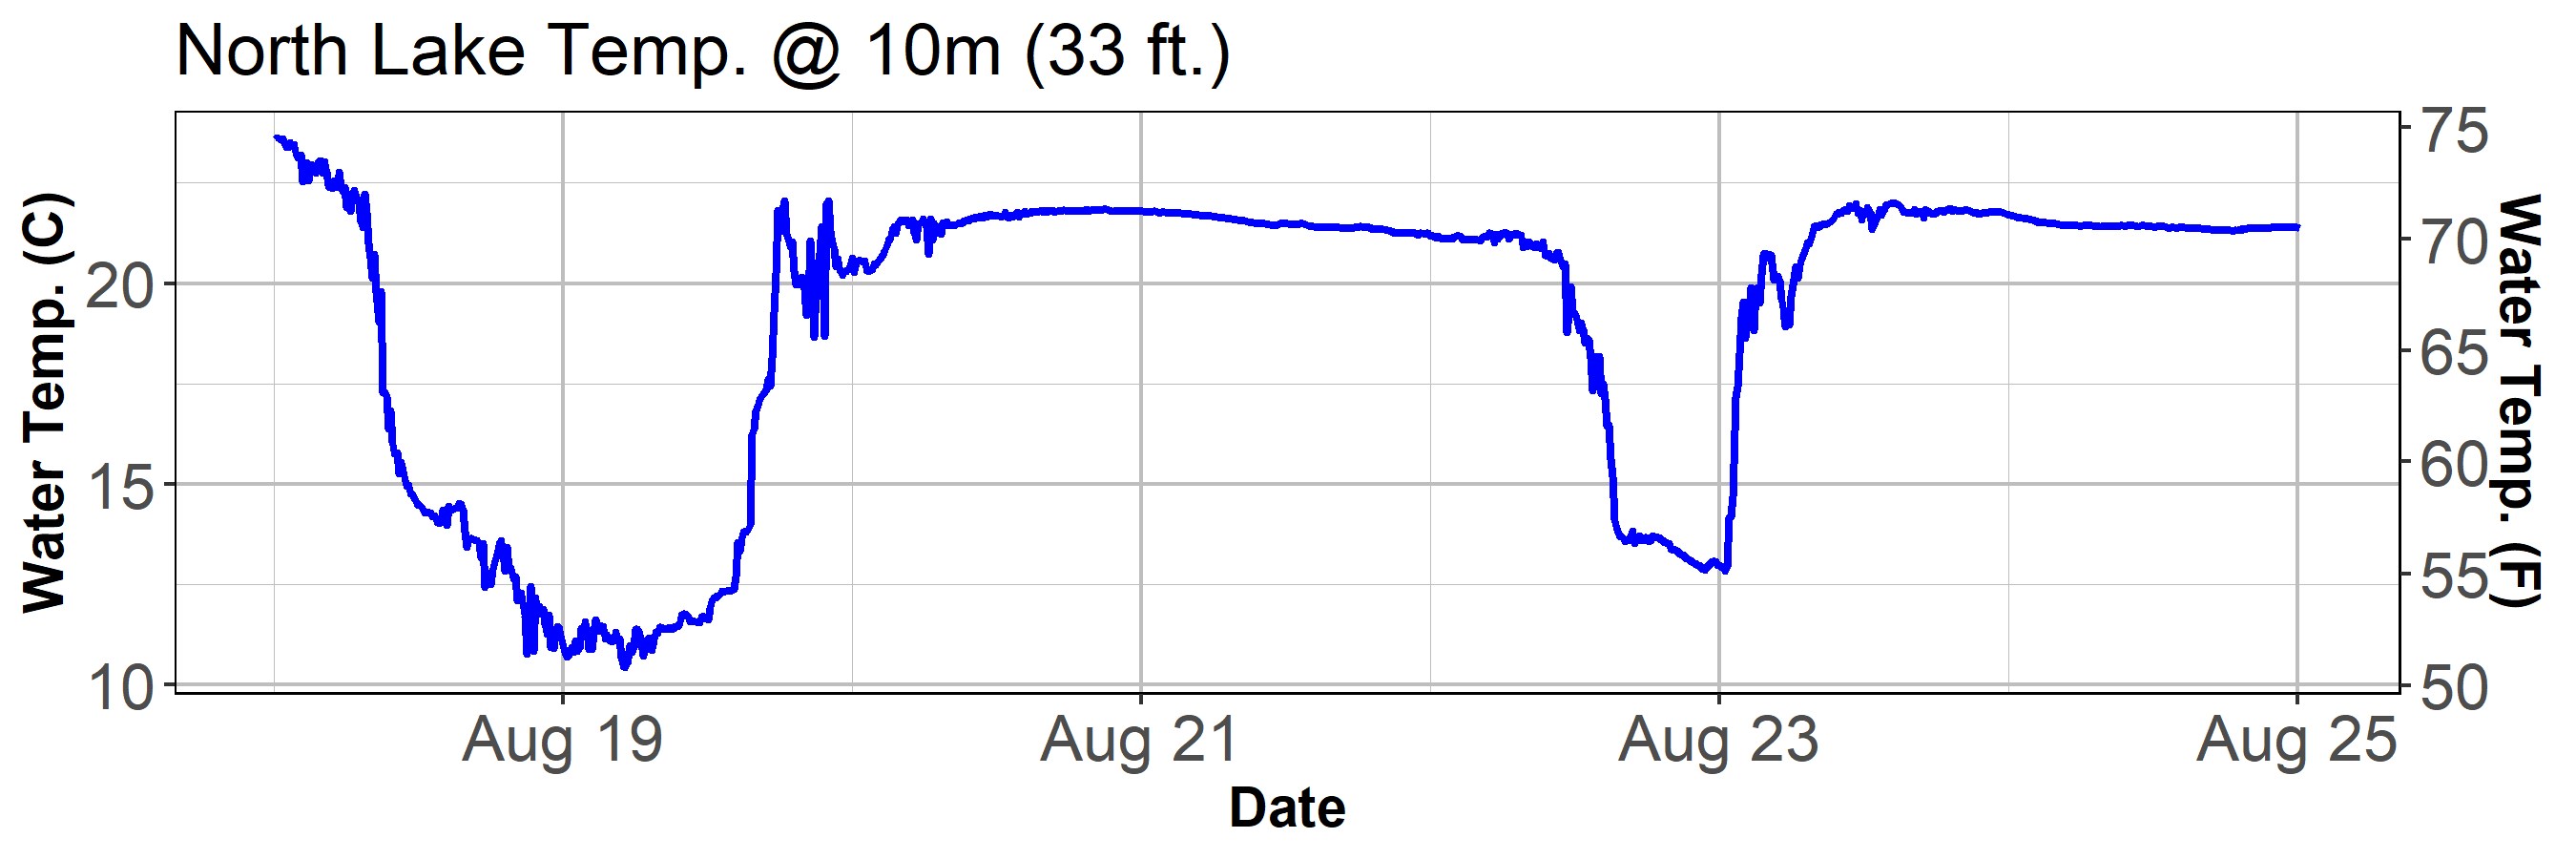 North Lake Temp. @ 10m (33 ft.)
Water Temp. (C)
20
15
10
75
70
65
60
55
50
Water Temp. (F)
Aug 19
Aug 21
Aug 23
Aug 25
Date